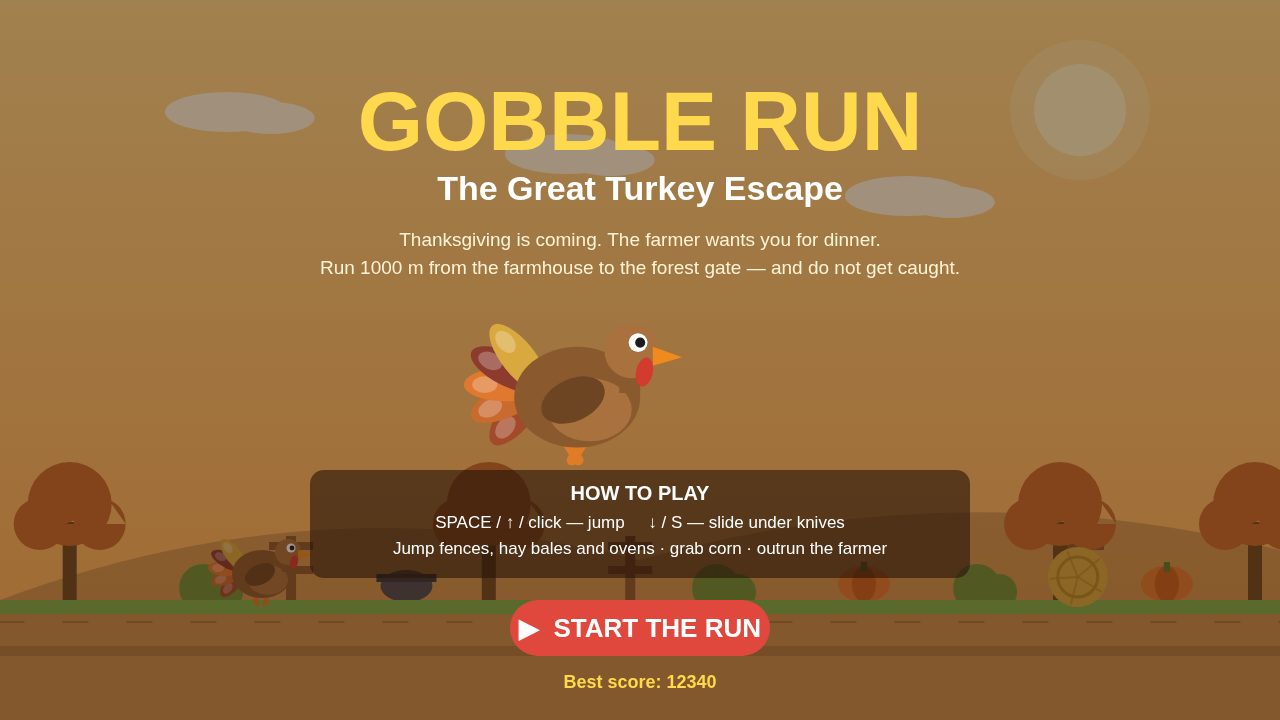 GOBBLE RUN
The Great Turkey Escape
Thanksgiving is coming. The farmer wants you for dinner.
Run 1000 m from the farmhouse to the forest gate — and do not get caught.
HOW TO PLAY
SPACE / ↑ / click — jump ↓ / S — slide under knives
Jump fences, hay bales and ovens · grab corn · outrun the farmer
▶ START THE RUN
Best score: 12340